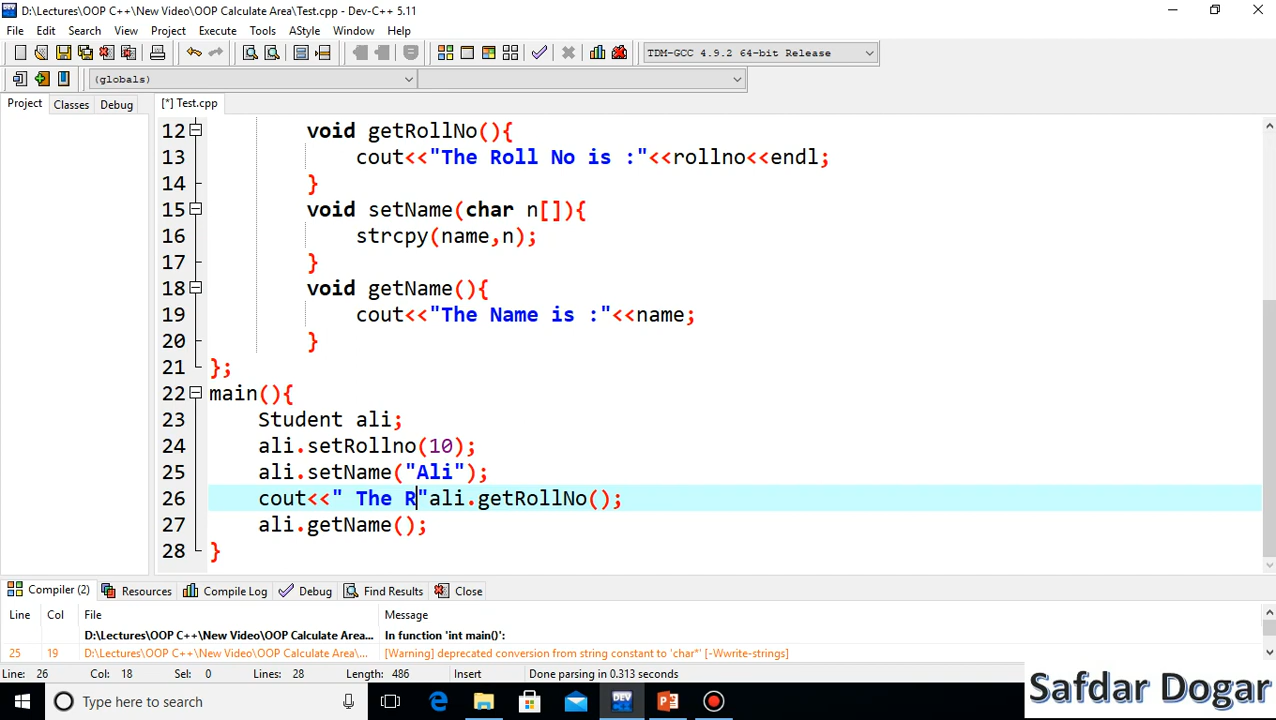 D:\Lectures\OOP C++\New Video\OOP Calculate Area\Test.cpp - Dev-C++ 5.11
File Edit Search View Project Execute Tools AStyle Window Help
TDM-GCC 4.9.2 64-bit Release
(globals)
Project Classes Debug [*] Test.cpp
12 void getRollNo(){
13 cout<<"The Roll No is :"<<rollno<<endl;
14 }
15 void setName(char n[]){
16 strcpy(name,n);
17 }
18 void getName(){
19 cout<<"The Name is :"<<name;
20 }
21 };
22 main(){
23 Student ali;
24 ali.setRollno(10);
25 ali.setName("Ali");
26 cout<<" The R"ali.getRollNo();
27 ali.getName();
28 }
Compiler (2) Resources Compile Log Debug Find Results Close
Line Col File Message
D:\Lectures\OOP C++\New Video\OOP Calculate Area... In function 'int main()':
25 19 D:\Lectures\OOP C++\New Video\OOP Calculate Area... [Warning] deprecated conversion from string constant to 'char*' [-Wwrite-strings]
Line: 26 Col: 18 Sel: 0 Lines: 28 Length: 486 Insert Done parsing in 0.313 seconds
Type here to search
DEV
Safdar Dogar